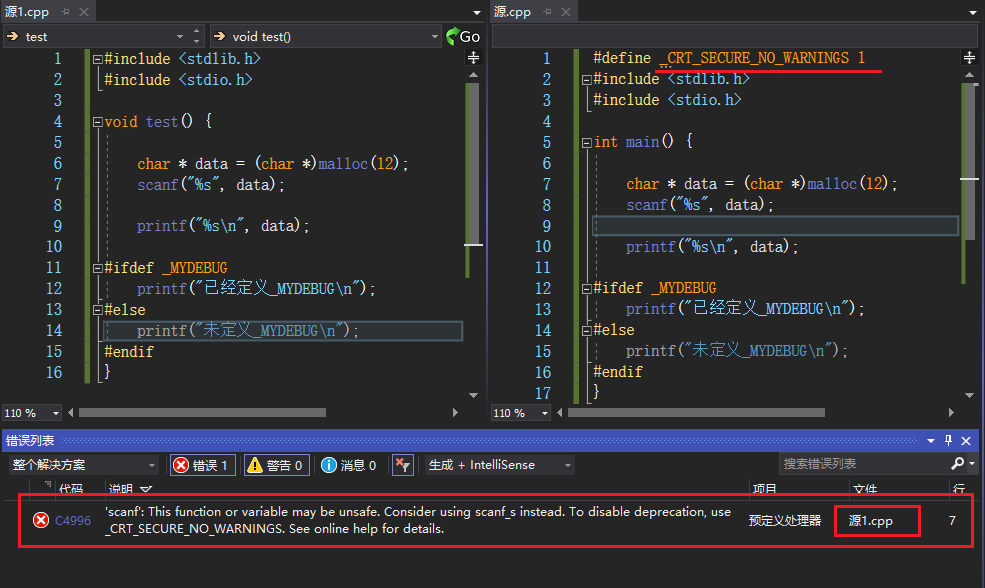 源1.cpp
test
void test()
Go
1 #include <stdlib.h>
2 #include <stdio.h>
3
4 void test() {
5
6 char * data = (char *)malloc(12);
7 scanf("%s", data);
8
9 printf("%s\n", data);
10
11 #ifdef _MYDEBUG
12 printf("已经定义_MYDEBUG\n");
13 #else
14 printf("未定义_MYDEBUG\n");
15 #endif
16 }
110 %
源.cpp
1 #define _CRT_SECURE_NO_WARNINGS 1
2 #include <stdlib.h>
3 #include <stdio.h>
4
5 int main() {
6
7 char * data = (char *)malloc(12);
8 scanf("%s", data);
9
10 printf("%s\n", data);
11
12 #ifdef _MYDEBUG
13 printf("已经定义_MYDEBUG\n");
14 #else
15 printf("未定义_MYDEBUG\n");
16 #endif
17 }
110 %
错误列表
整个解决方案 错误 1 警告 0 消息 0 生成 + IntelliSense 搜索错误列表
代码 说明 项目 文件 行
C4996 'scanf': This function or variable may be unsafe. Consider using scanf_s instead. To disable deprecation, use
_CRT_SECURE_NO_WARNINGS. See online help for details. 预定义处理器 源1.cpp 7